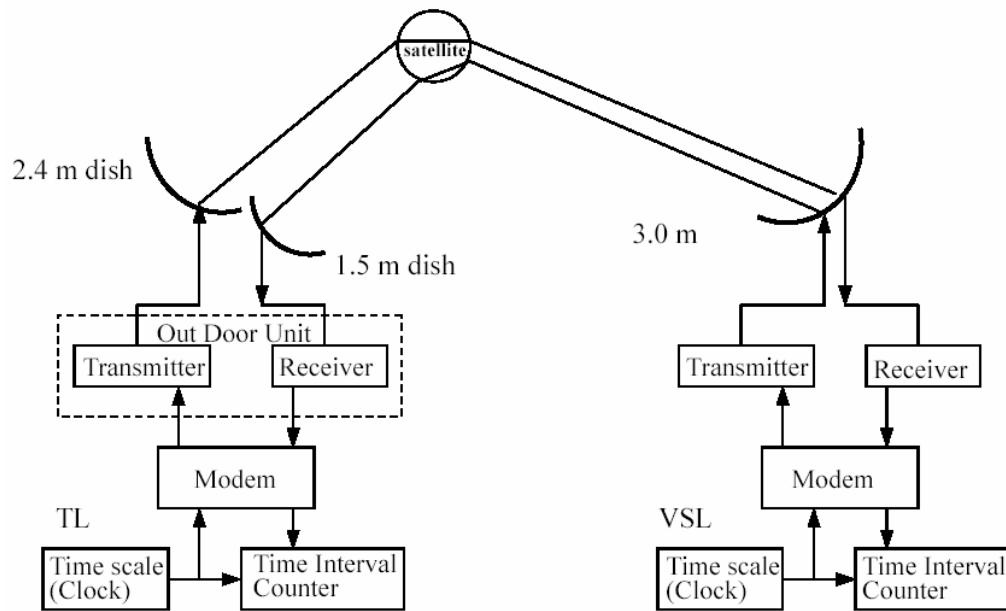 satellite
2.4 m dish
1.5 m dish
3.0 m
Out Door Unit
Transmitter
Receiver
Transmitter
Receiver
Modem
Modem
TL
VSL
Time scale
(Clock)
Time Interval
Counter
Time scale
(Clock)
Time Interval
Counter